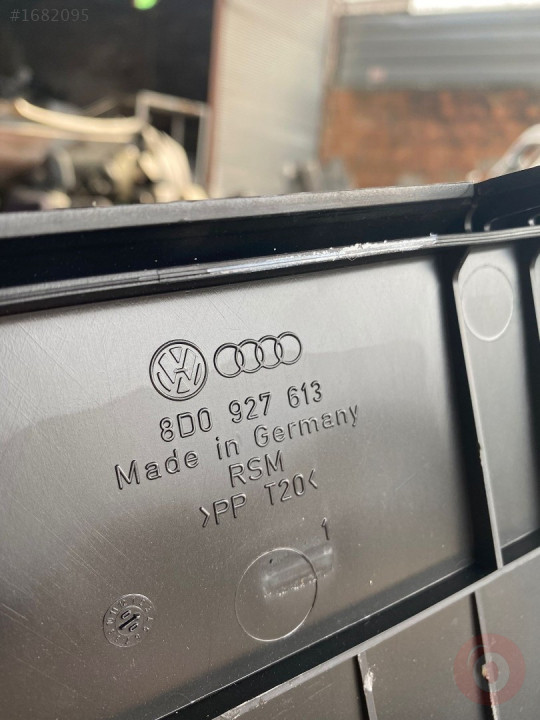 #1682095
8D0 927 613
Made in Germany
RSM
>PP T20<
1